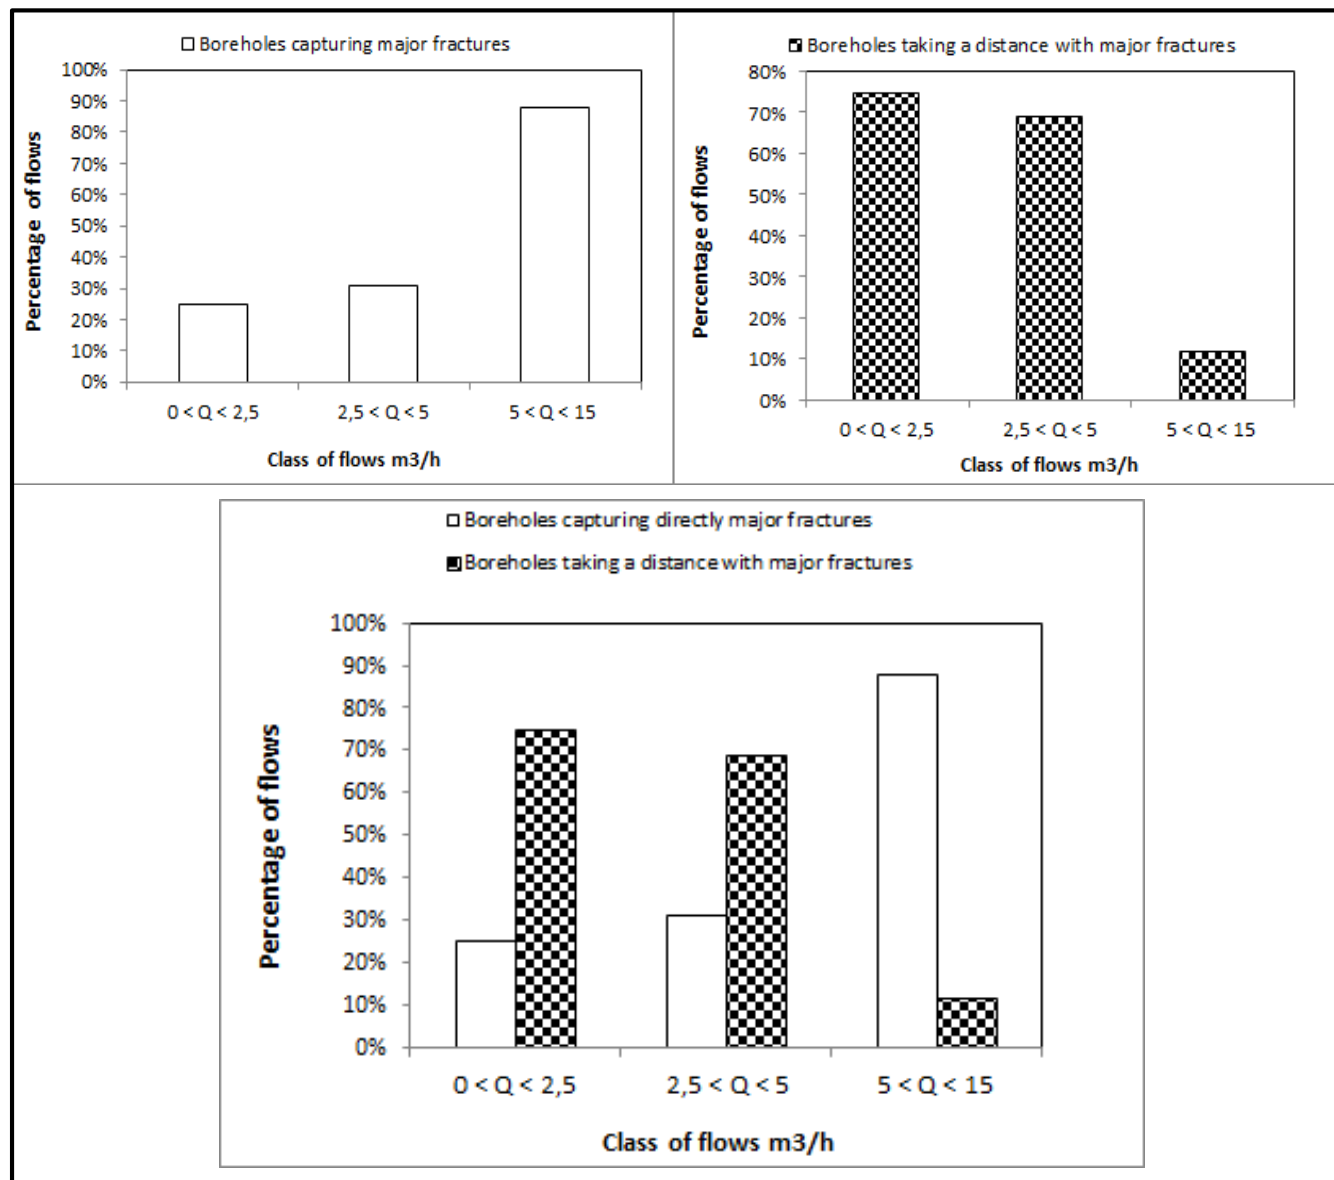 Boreholes capturing major fractures
100%
90%
80%
70%
60%
50%
40%
30%
20%
10%
0%
Percentage of flows
0 < Q < 2,5
2,5 < Q < 5
5 < Q < 15
Class of flows m3/h
Boreholes taking a distance with major fractures
80%
70%
60%
50%
40%
30%
20%
10%
0%
Percentage of flows
0 < Q < 2,5
2,5 < Q < 5
5 < Q < 15
Class of flows m3/h
Boreholes capturing directly major fractures
Boreholes taking a distance with major fractures
100%
90%
80%
70%
60%
50%
40%
30%
20%
10%
0%
Percentage of flows
0 < Q < 2,5
2,5 < Q < 5
5 < Q < 15
Class of flows m3/h